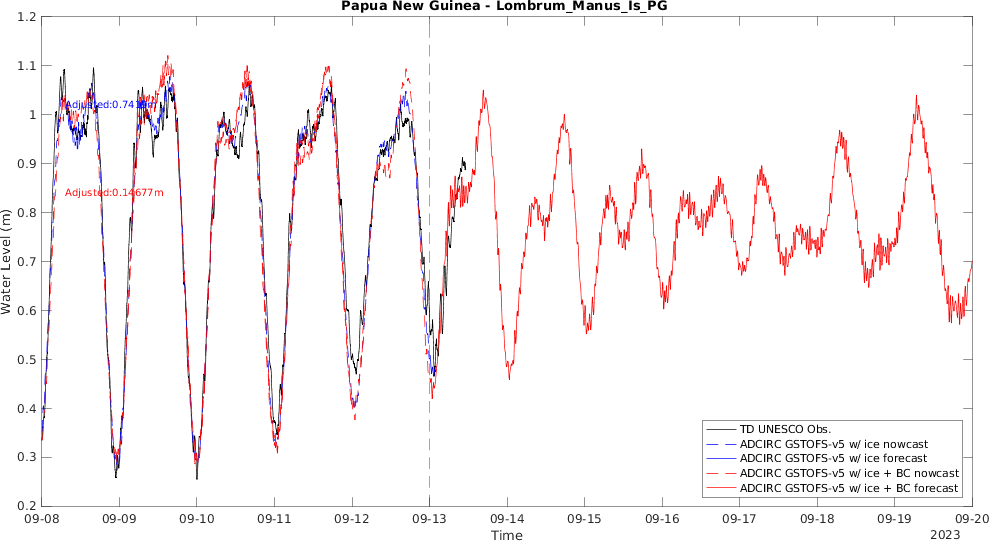 Papua New Guinea - Lombrum_Manus_Is_PG
1.2
1.1
1
0.9
0.8
0.7
0.6
0.5
0.4
0.3
0.2
Water Level (m)
Adjusted:0.14677m
TD UNESCO Obs.
ADCIRC GSTOFS-v5 w/ ice nowcast
ADCIRC GSTOFS-v5 w/ ice forecast
ADCIRC GSTOFS-v5 w/ ice + BC nowcast
ADCIRC GSTOFS-v5 w/ ice + BC forecast
09-08 09-09 09-10 09-11 09-12 09-13 09-14 09-15 09-16 09-17 09-18 09-19 09-20
Time
2023